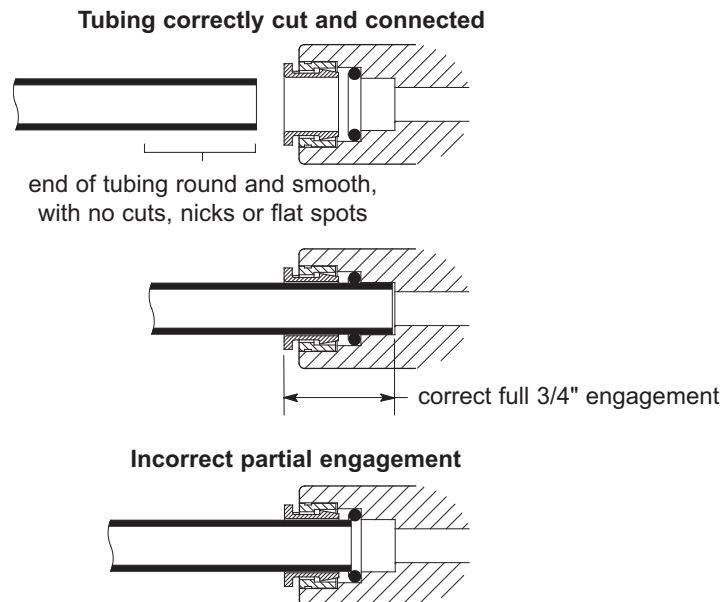 Tubing correctly cut and connected
end of tubing round and smooth,
with no cuts, nicks or flat spots
correct full 3/4" engagement
Incorrect partial engagement